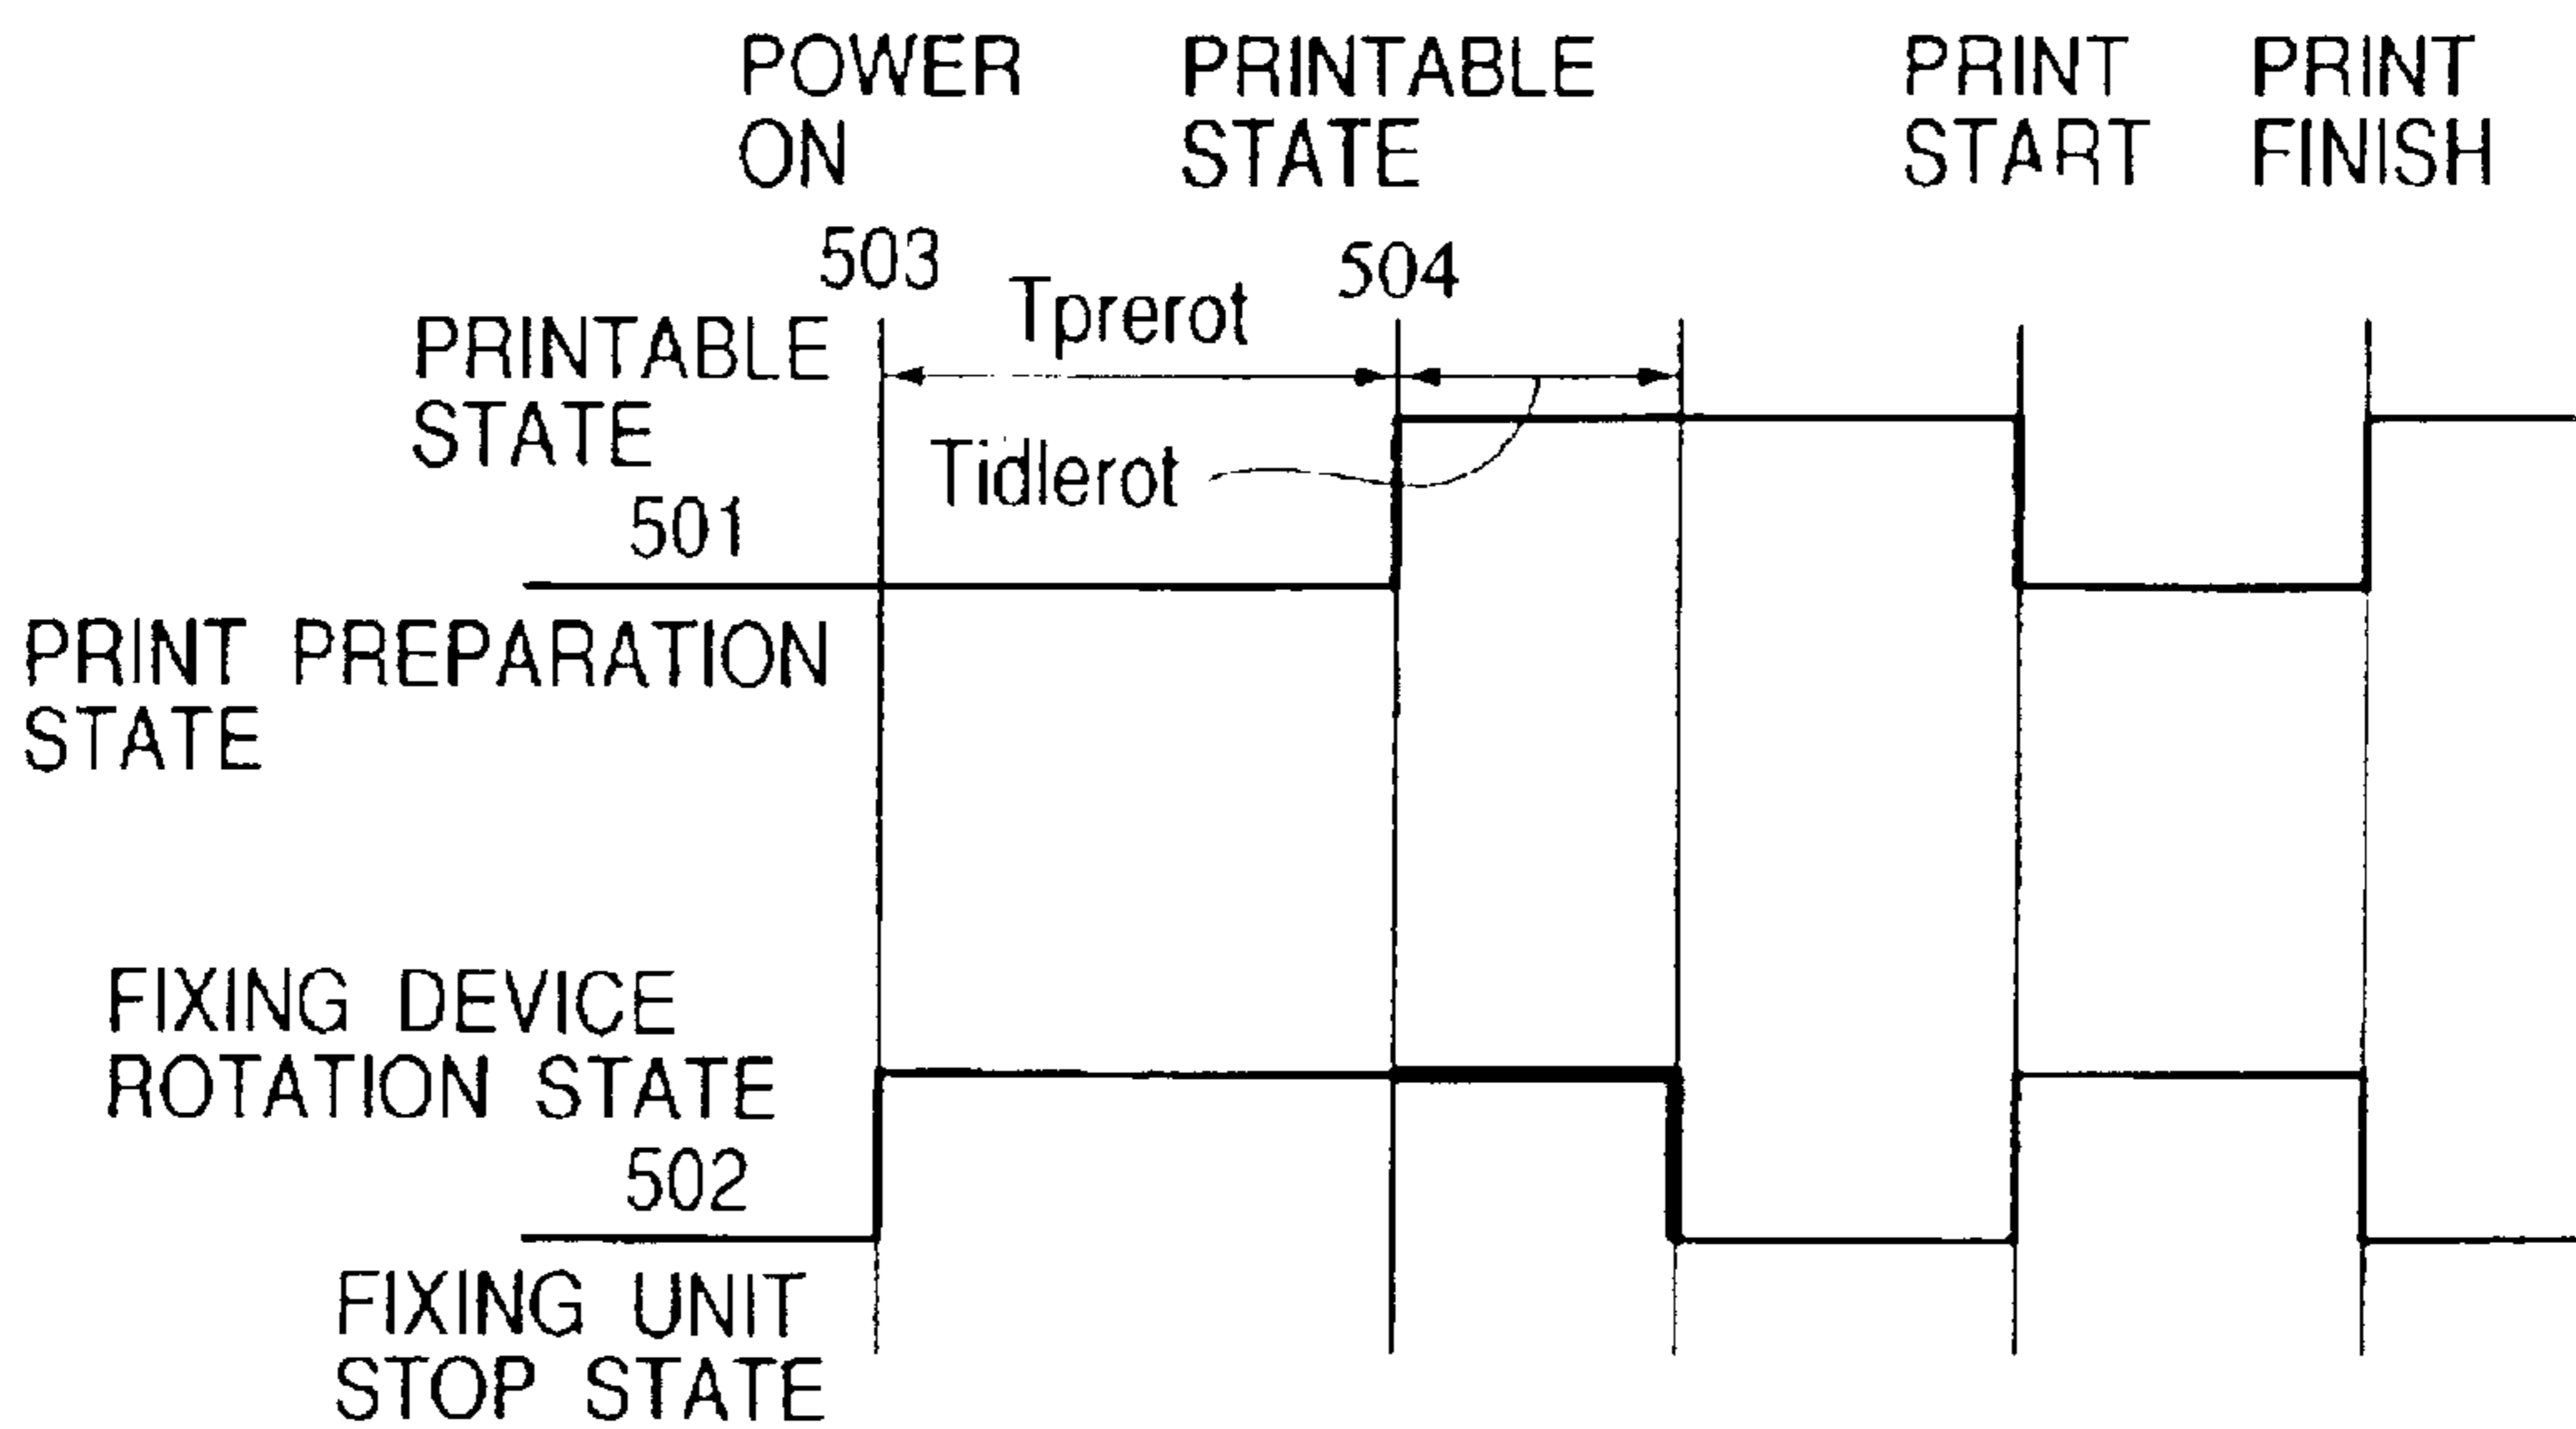 POWER ON
PRINTABLE STATE
PRINT START
PRINT FINISH
503
504
Tprerot
PRINTABLE STATE
Tidlerot
501
PRINT PREPARATION STATE
FIXING DEVICE ROTATION STATE
502
FIXING UNIT STOP STATE